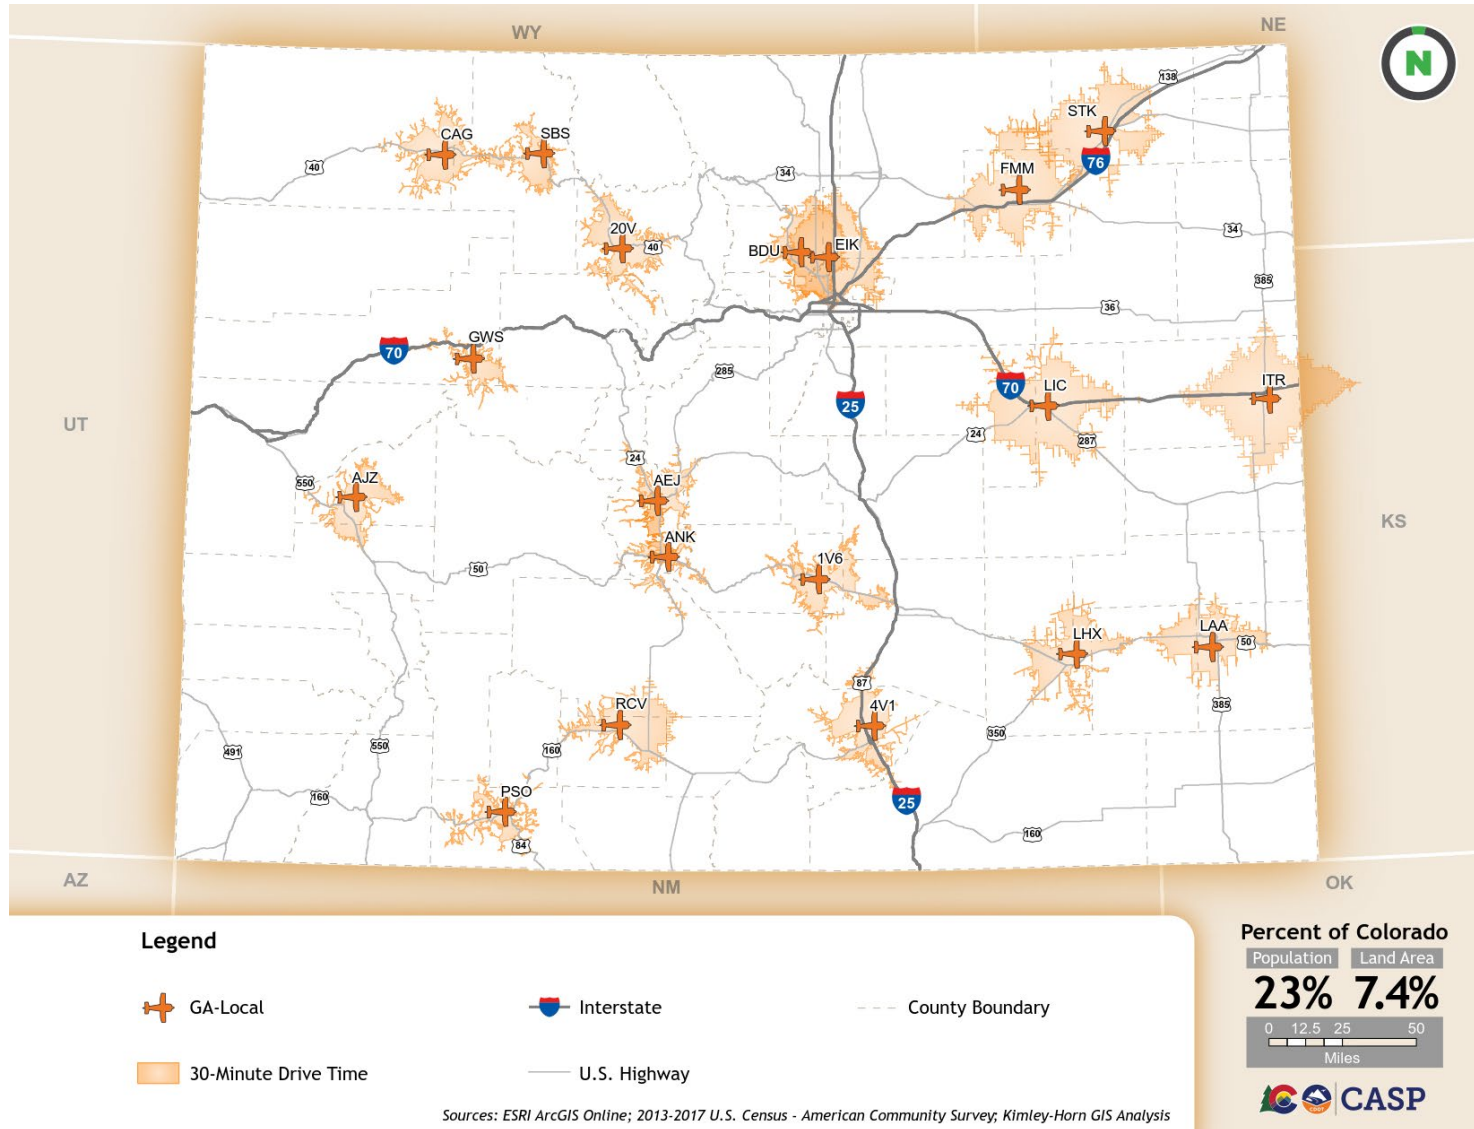 WY
NE
N
138
STK
CAG
SBS
76
40
34
FMM
20V
40
BDU
EIK
34
385
36
GWS
70
285
70
LIC
ITR
25
UT
24
287
24
550
AJZ
AEJ
KS
ANK
50
1V6
LHX
LAA
50
87
RCV
4V1
385
350
491
550
160
PSO
160
25
84
160
AZ
NM
OK
Legend
GA-Local
Interstate
County Boundary
30-Minute Drive Time
U.S. Highway
Sources: ESRI ArcGIS Online; 2013-2017 U.S. Census - American Community Survey; Kimley-Horn GIS Analysis
Percent of Colorado
Population Land Area
23% 7.4%
0 12.5 25 50
Miles
CDOT
CASP